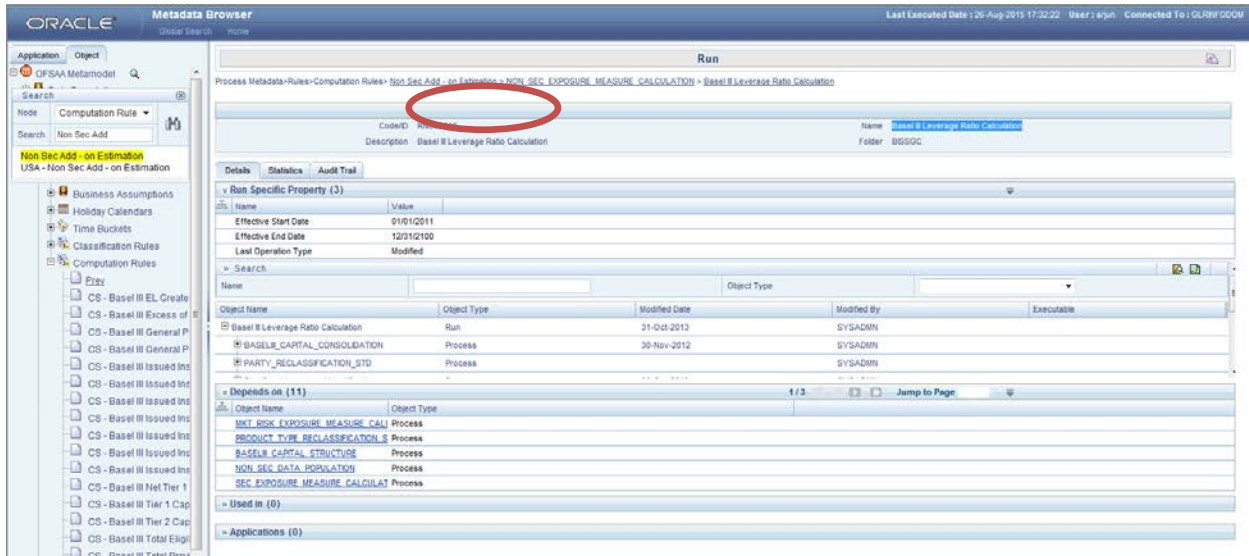 ORACLE
Metadata Browser
Global Search Home
Last Executed Date : 26-Aug-2015 17:32:22 User : arjun Connected To : GLRINFODOM
Application Object
OFSAA Metamodel
Search
Node Computation Rule
Search Non Sec Add
Non Sec Add - on Estimation
USA - Non Sec Add - on Estimation
Business Assumptions
Holiday Calendars
Time Buckets
Classification Rules
Computation Rules
Prev
CS - Basel III EL Create
CS - Basel III Excess of
CS - Basel III General P
CS - Basel III General P
CS - Basel III Issued Ins
CS - Basel III Issued Ins
CS - Basel III Issued Ins
CS - Basel III Issued Ins
CS - Basel III Issued Ins
CS - Basel III Issued Ins
CS - Basel III Issued Ins
CS - Basel III Net Tier 1
CS - Basel III Tier 1 Cap
CS - Basel III Tier 2 Cap
CS - Basel III Total Eligi
Run
Process Metadata>Rules>Computation Rules> Non Sec Add - on Estimation > NON_SEC_EXPOSURE_MEASURE_CALCULATION > Basel II Leverage Ratio Calculation
Code/ID
Name Basel III Leverage Ratio Calculation
Description Basel III Leverage Ratio Calculation
Folder BISSGC
Details Statistics Audit Trail
Run Specific Property (3)
Name Value
Effective Start Date 01/01/2011
Effective End Date 12/31/2100
Last Operation Type Modified
Search
Name Object Type
Object Name Object Type Modified Date Modified By Executable
Basel III Leverage Ratio Calculation Run 31-Oct-2013 SYSADMN
BASELIII_CAPITAL_CONSOLIDATION Process 30-Nov-2012 SYSADMN
PARTY_RECLASSIFICATION_STD Process SYSADMN
Depends on (11) 1/3 Jump to Page
Object Name Object Type
MKT_RISK_EXPOSURE_MEASURE_CALI Process
PRODUCT_TYPE_RECLASSIFICATION_S Process
BASELIII_CAPITAL_STRUCTURE Process
NON_SEC_DATA_POPULATION Process
SEC_EXPOSURE_MEASURE_CALCULAT Process
Used in (0)
Applications (0)